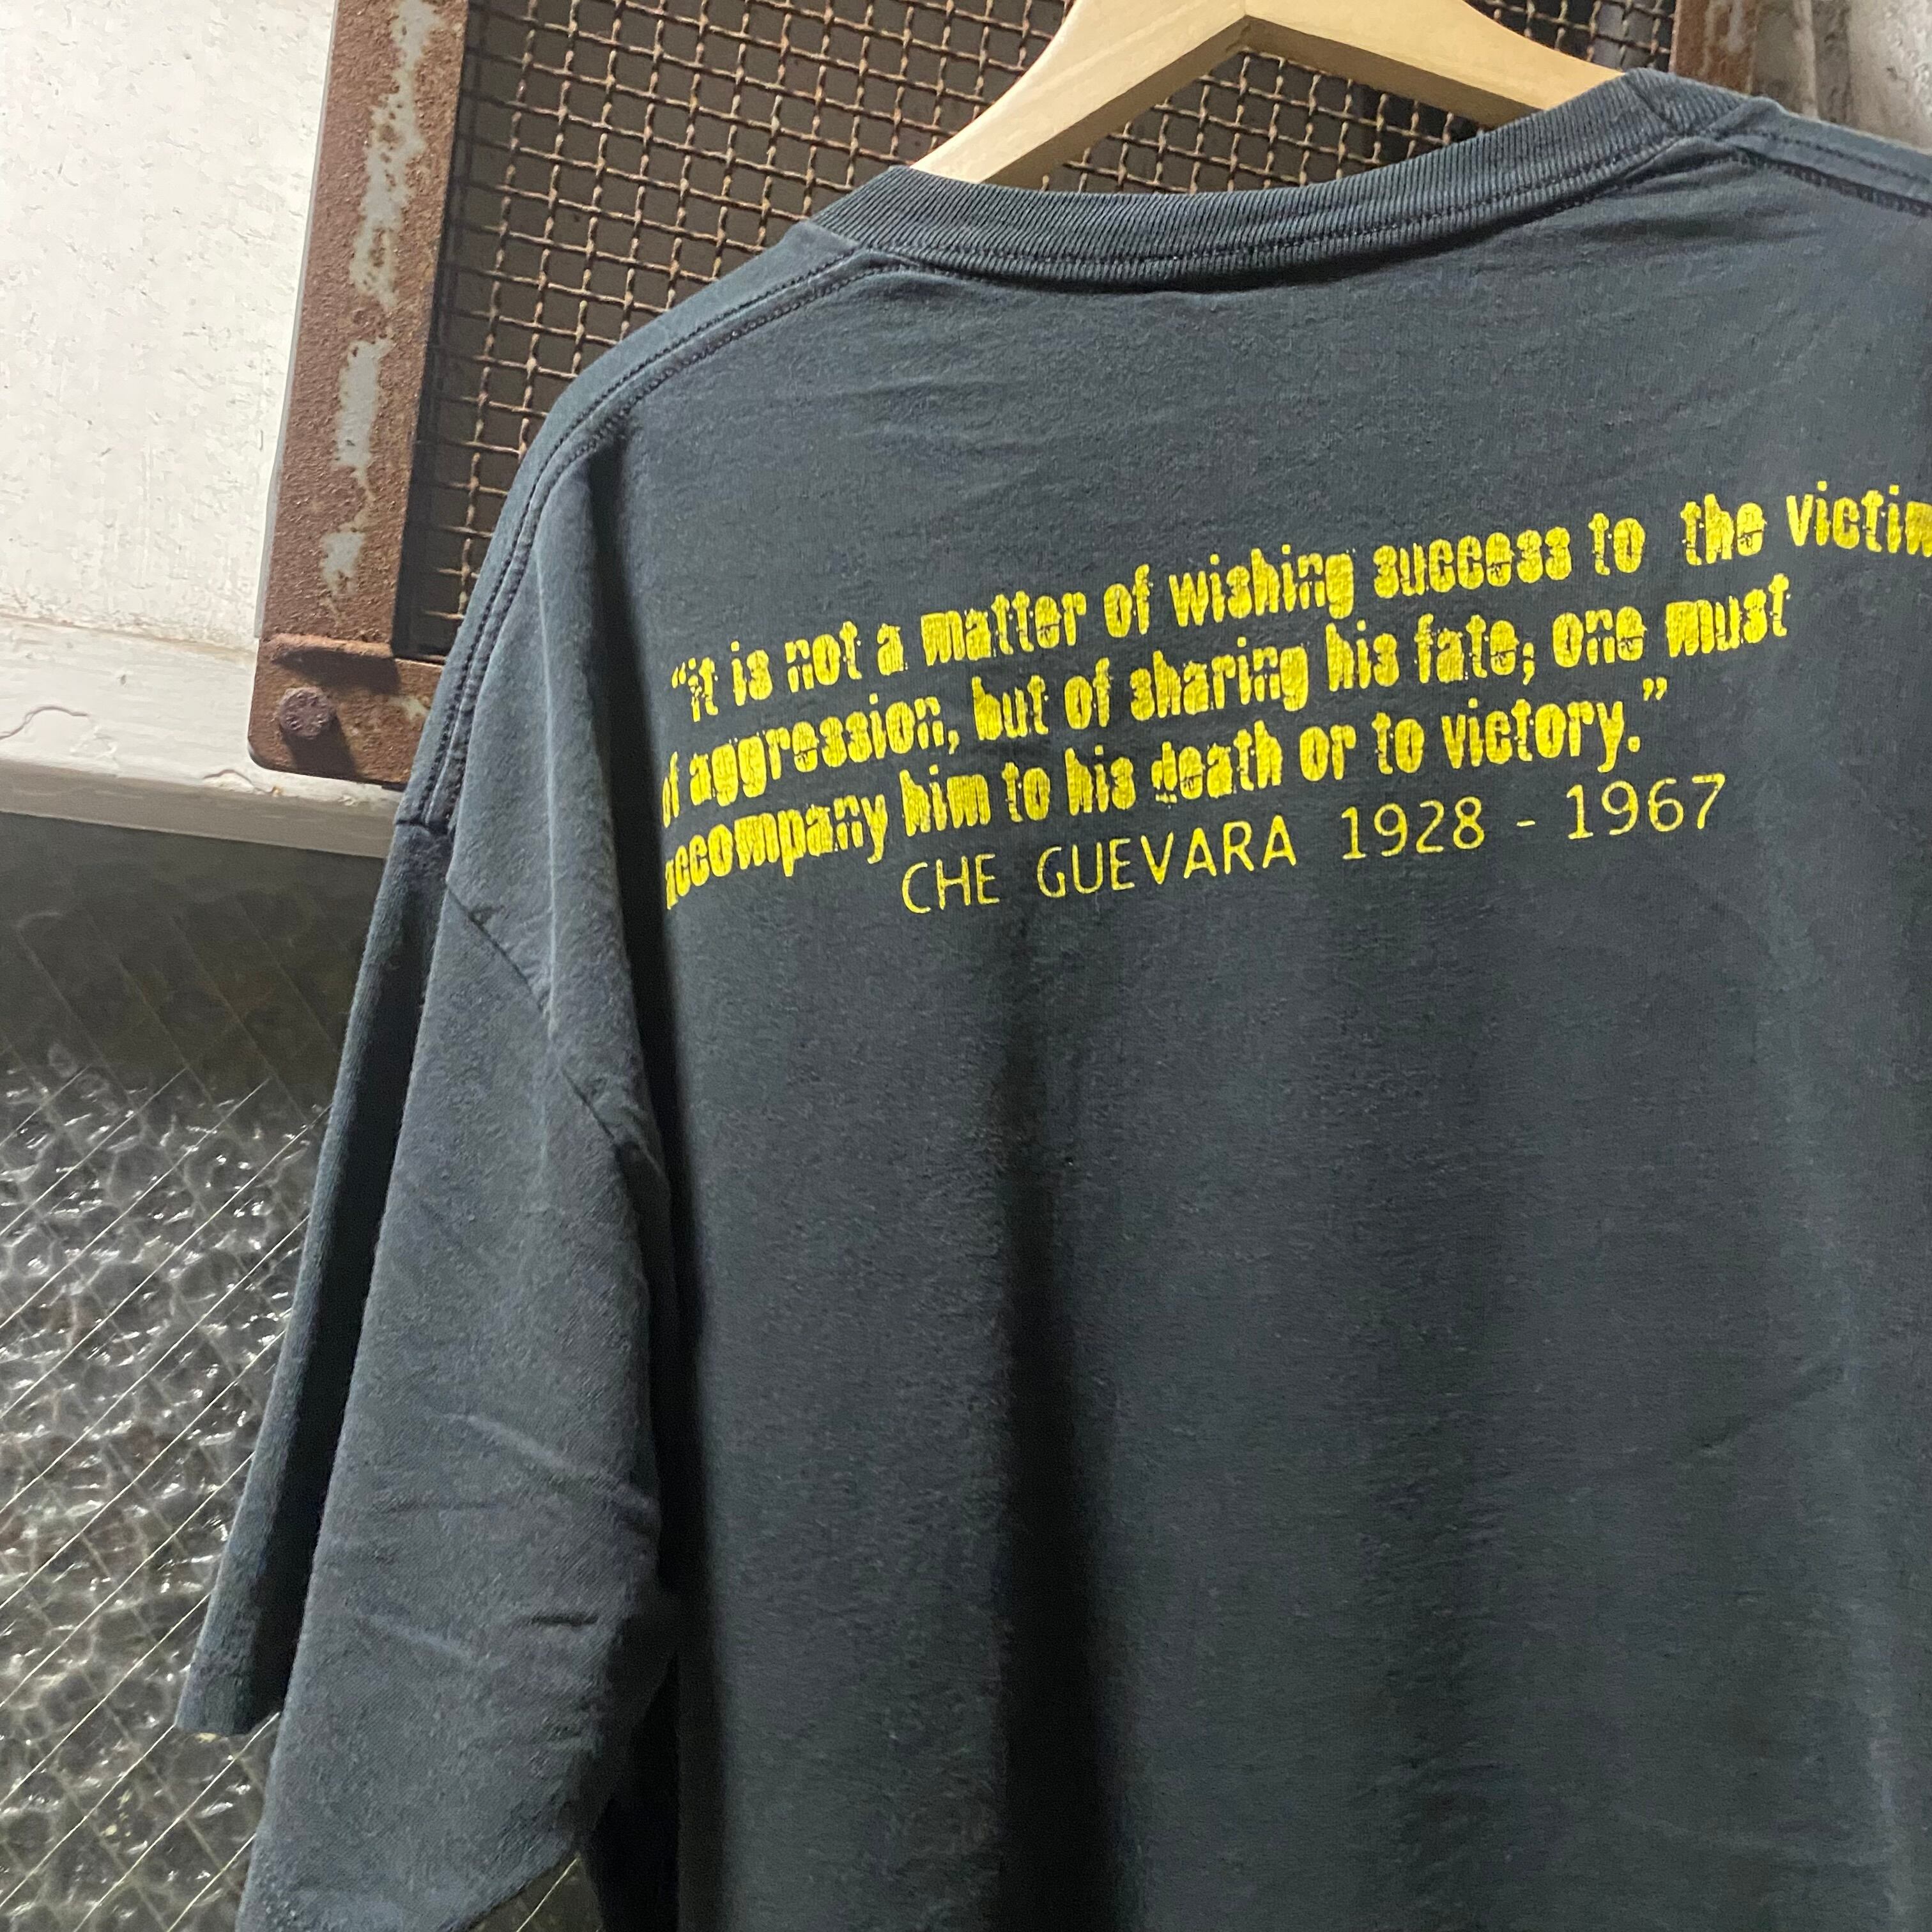 “it is not a matter of wishing success to the victim
of aggression, but of sharing his fate; one must
accompany him to his death or to victory.”
CHE GUEVARA 1928 - 1967